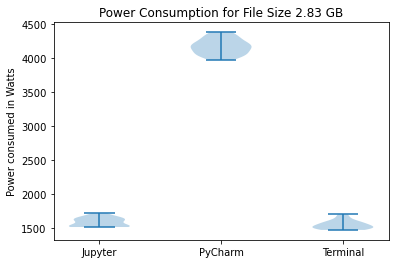 Power Consumption for File Size 2.83 GB
Power consumed in Watts
4500
4000
3500
3000
2500
2000
1500
Jupyter PyCharm Terminal